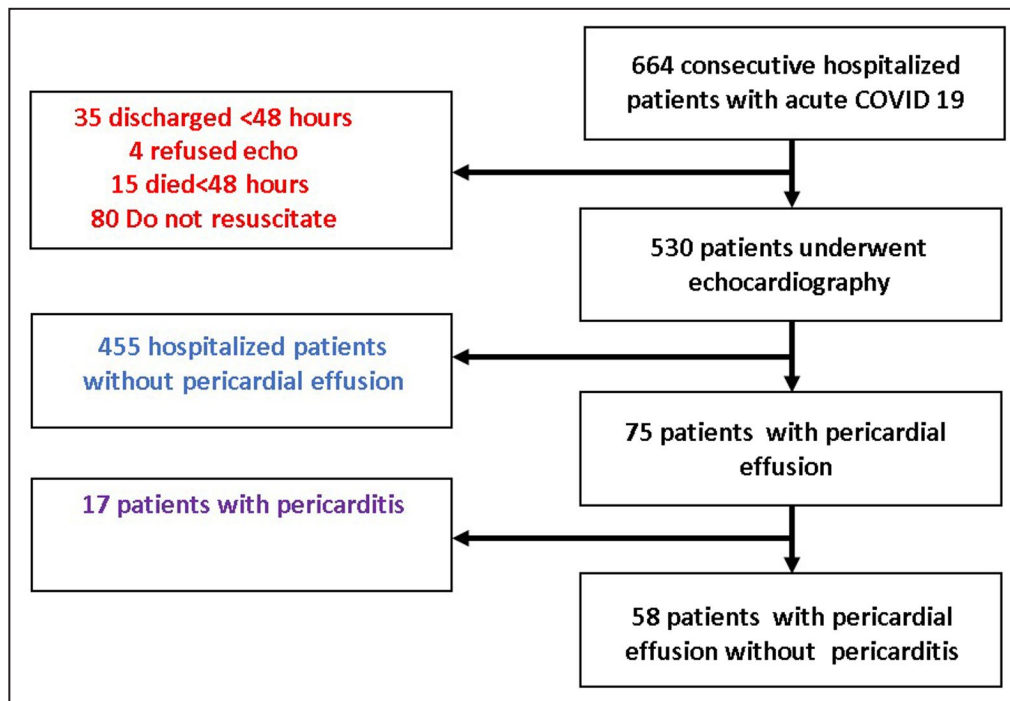 664 consecutive hospitalized
patients with acute COVID 19
35 discharged <48 hours
4 refused echo
15 died<48 hours
80 Do not resuscitate
530 patients underwent
echocardiography
455 hospitalized patients
without pericardial effusion
75 patients with pericardial
effusion
17 patients with pericarditis
58 patients with pericardial
effusion without pericarditis